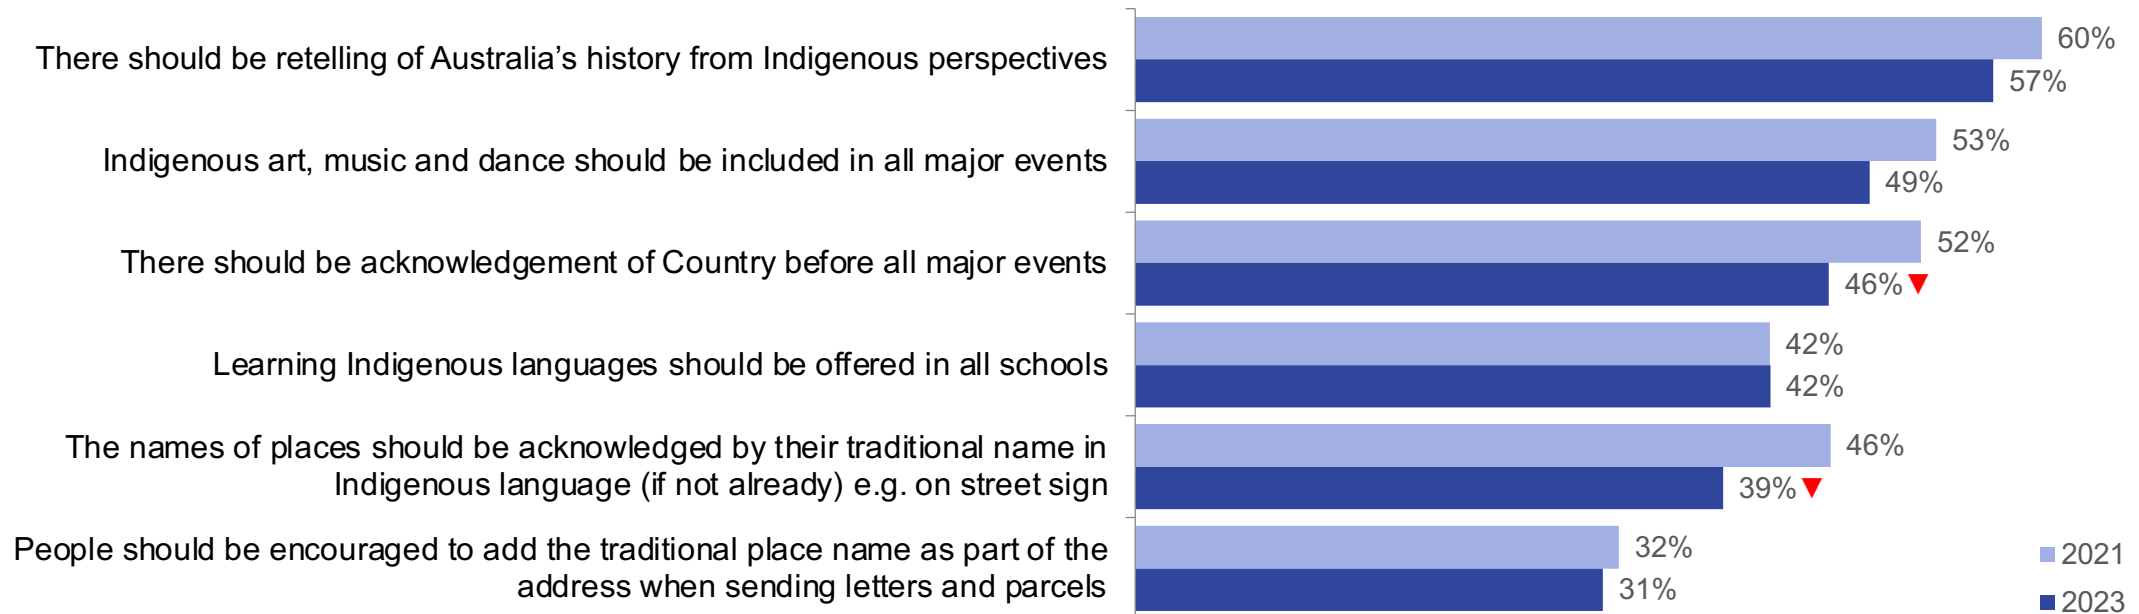 There should be retelling of Australia’s history from Indigenous perspectives
60%
57%
Indigenous art, music and dance should be included in all major events
53%
49%
There should be acknowledgement of Country before all major events
52%
46%
Learning Indigenous languages should be offered in all schools
42%
42%
The names of places should be acknowledged by their traditional name in
Indigenous language (if not already) e.g. on street sign
46%
39%
People should be encouraged to add the traditional place name as part of the
address when sending letters and parcels
32%
31%
2021
2023